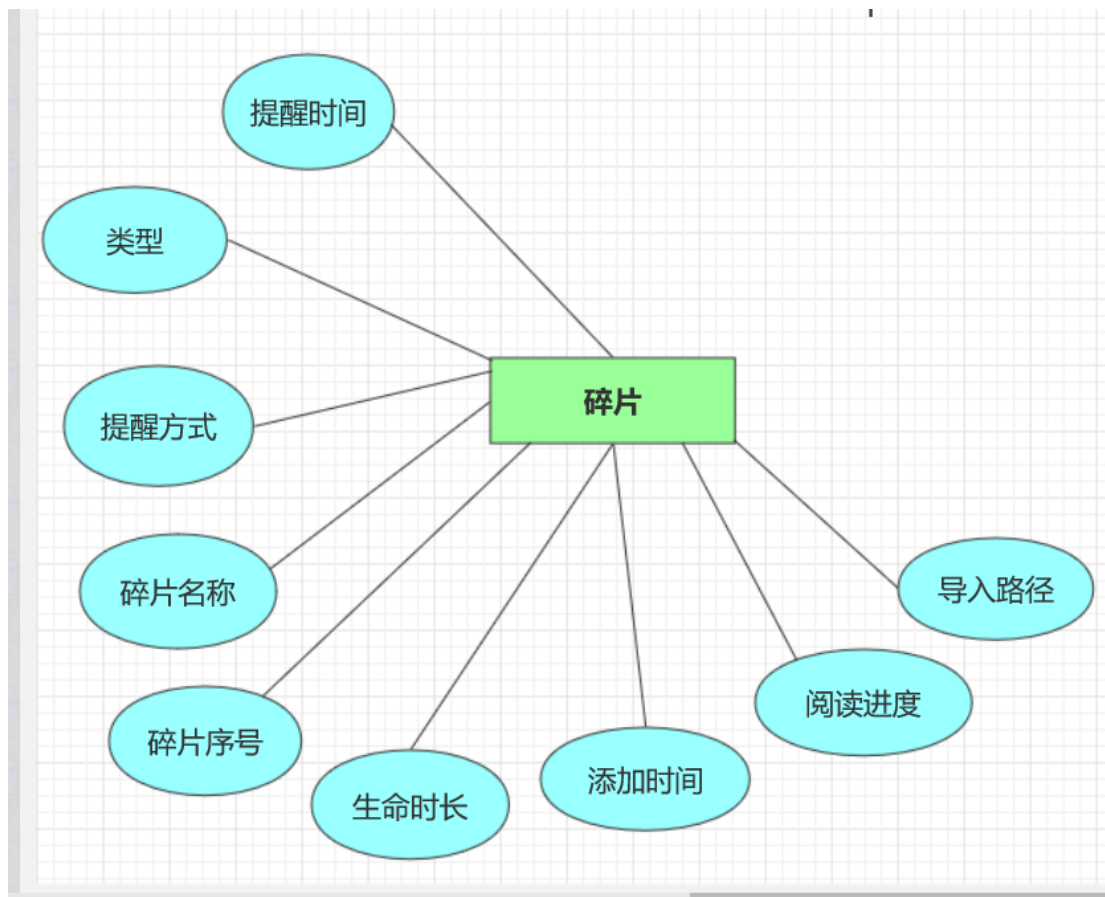 提醒时间
类型
碎片
提醒方式
碎片名称
导入路径
阅读进度
碎片序号
添加时间
生命时长